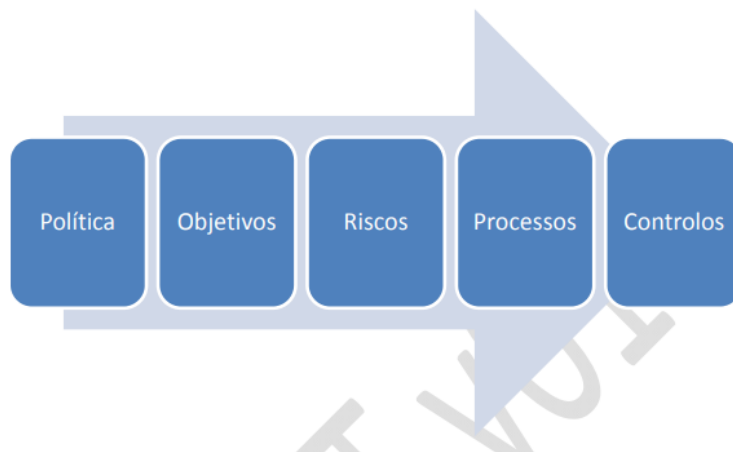 Política
Objetivos
Riscos
Processos
Controlos